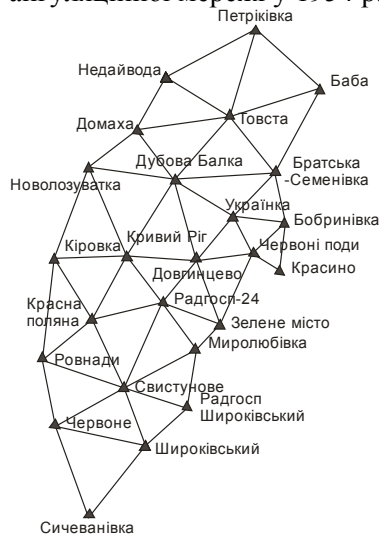 Петріківка
Недайвода
Баба
Домаха
Товста
Дубова Балка
Братська
-Семенівка
Новолозуватка
Українка
Бобринівка
Кривий Ріг
Кіровка
Червоні поди
Довгинцево
Красино
Красна
поляна
Радгосп-24
Зелене місто
Миролюбівка
Ровнади
Свистунове
Радгосп
Широківський
Червоне
Широківський
Сичеванівка